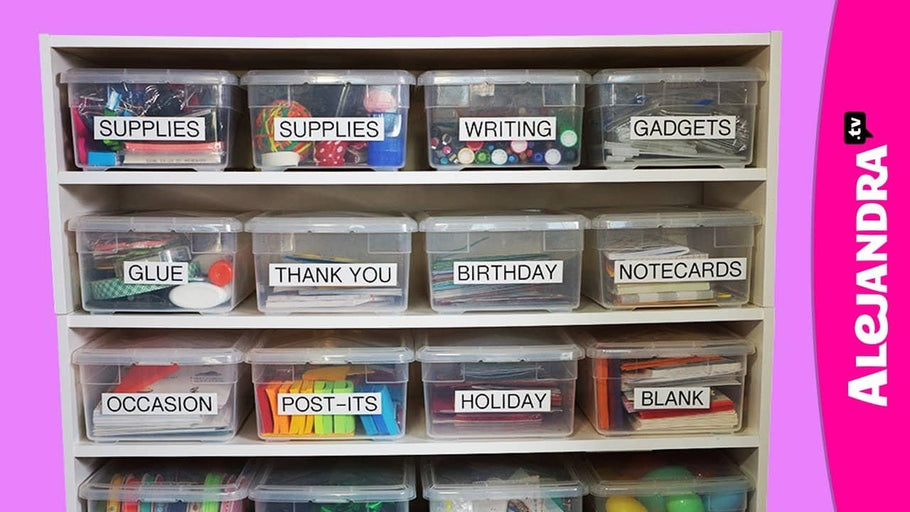 SUPPLIES
SUPPLIES
WRITING
GADGETS
GLUE
THANK YOU
BIRTHDAY
NOTECARDS
OCCASION
POST-ITS
HOLIDAY
BLANK
ALEJANDRA
.tv